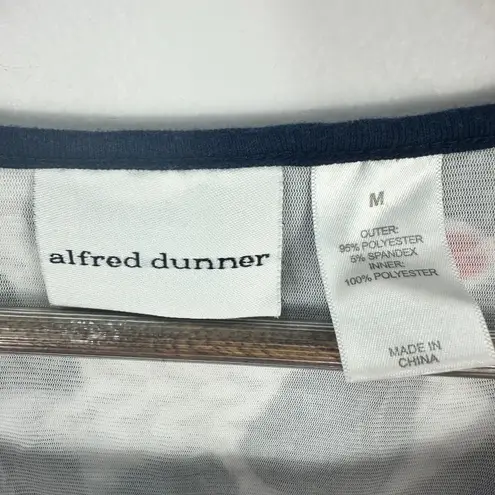 alfred dunner
M
OUTER:
95% POLYESTER
5% SPANDEX
INNER:
100% POLYESTER
MADE IN
CHINA